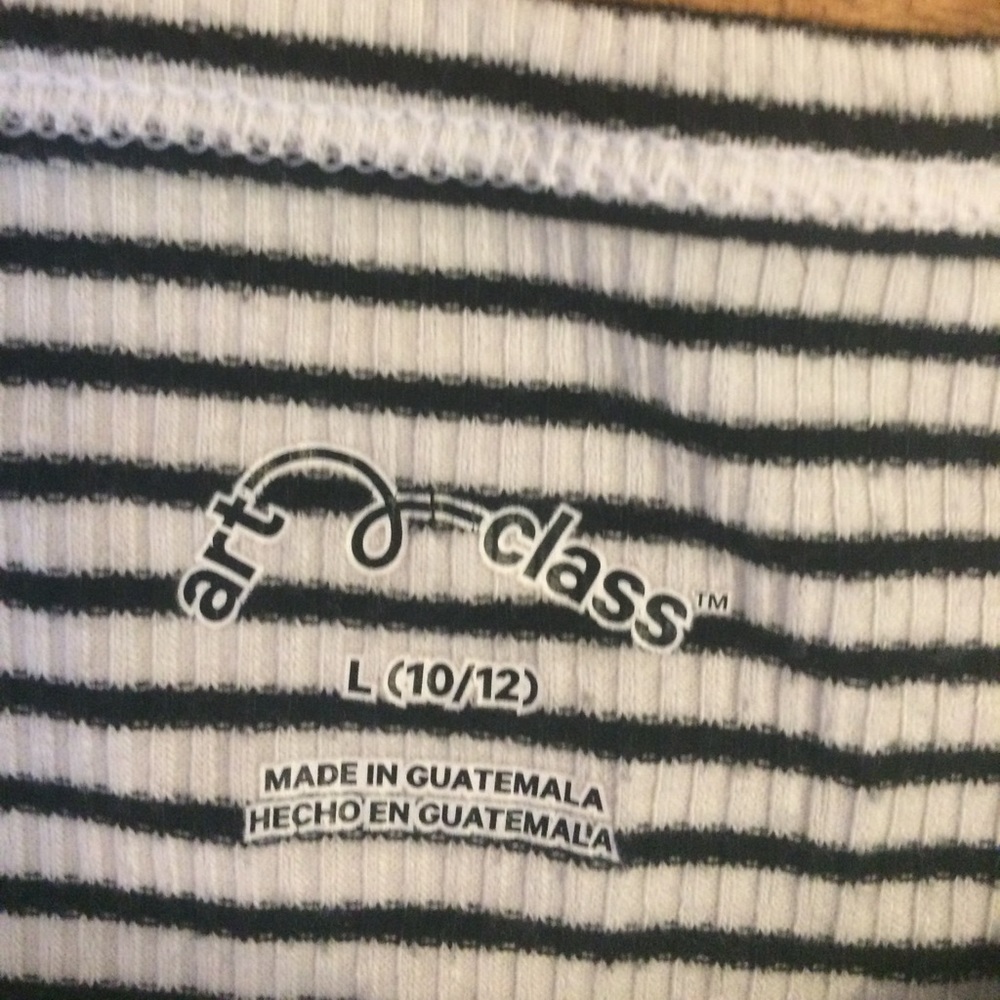 art class™
L (10/12)
MADE IN GUATEMALA
HECHO EN GUATEMALA